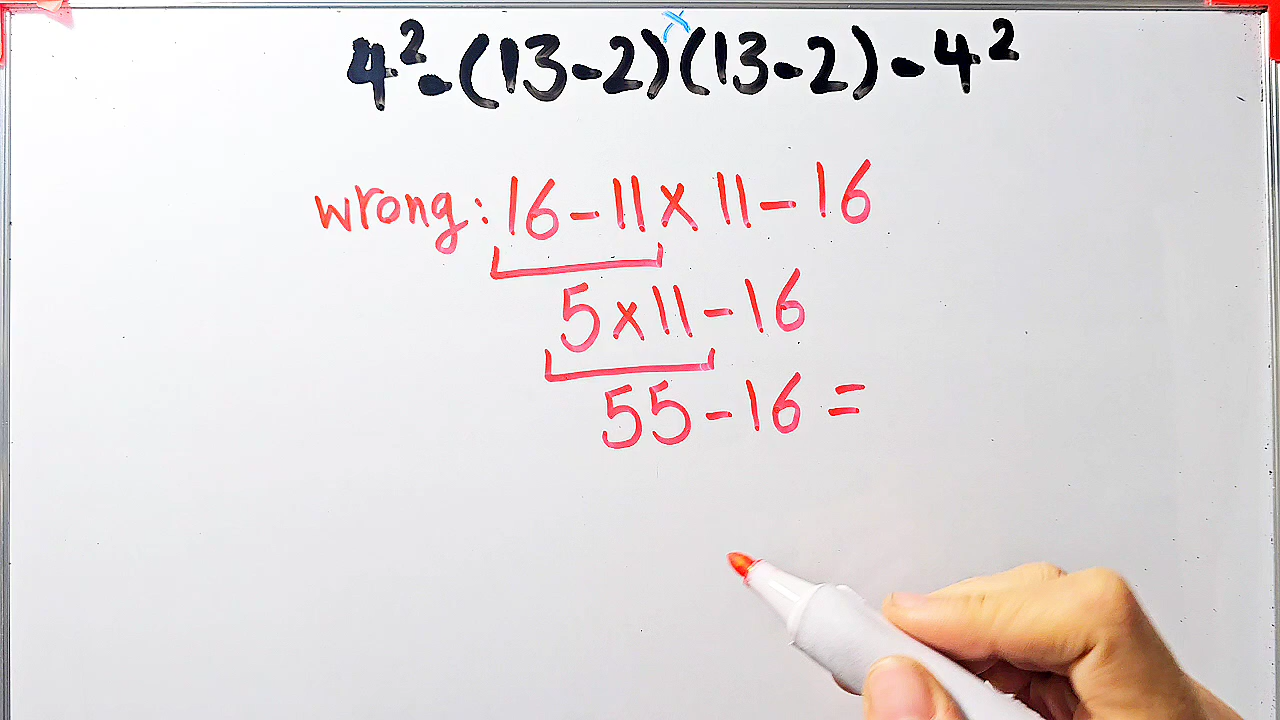 4² - (13 - 2)×(13 - 2) - 4²
wrong: 16 - 11 × 11 - 16
5 × 11 - 16
55 - 16 =